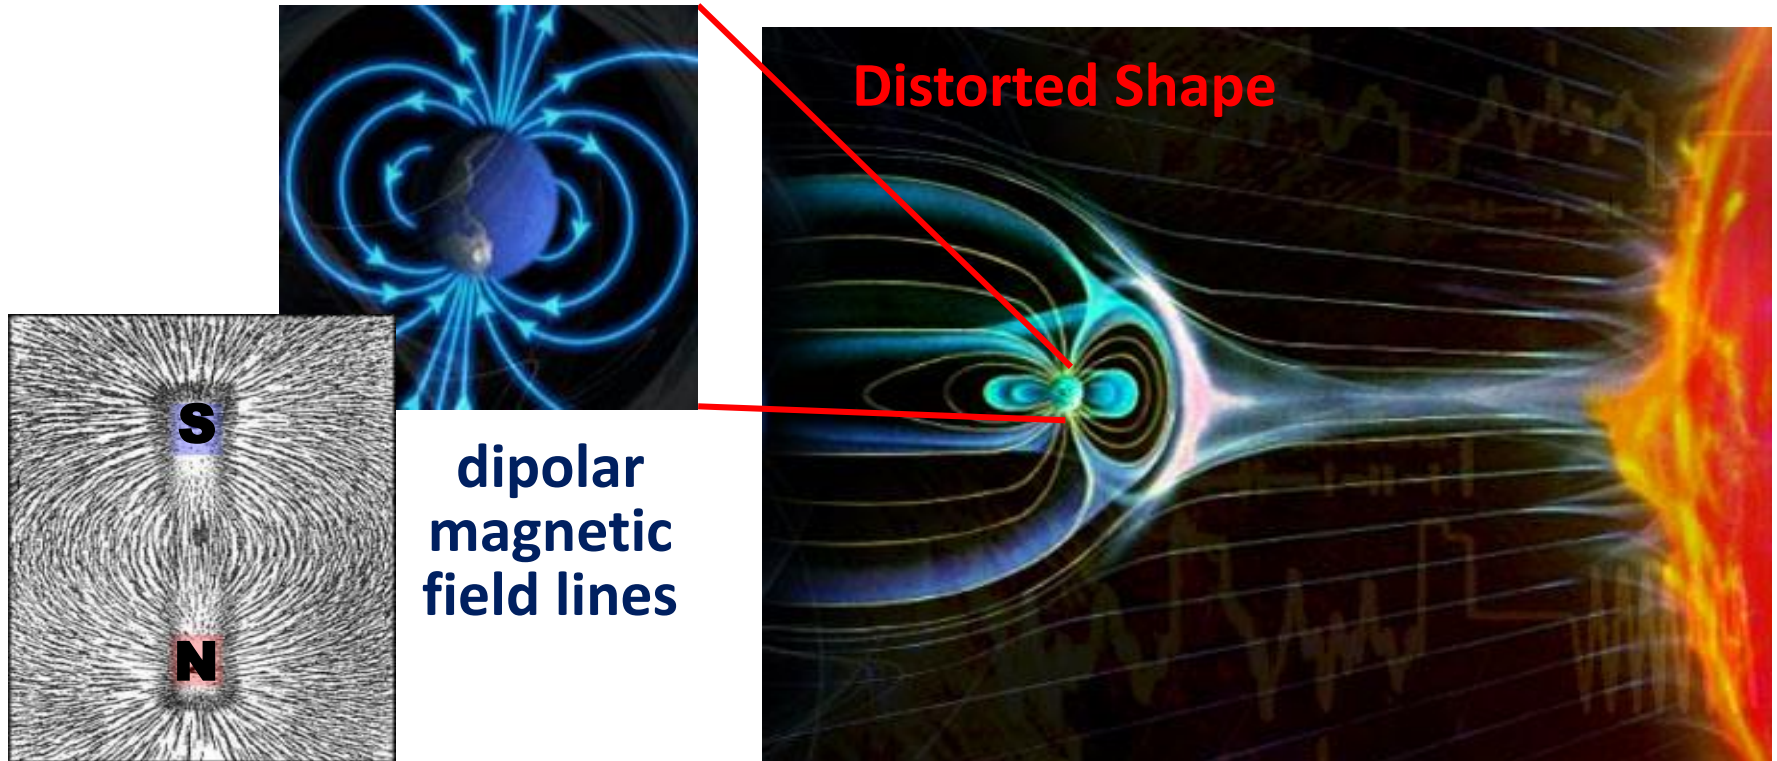 Distorted Shape
S
N
dipolar
magnetic
field lines